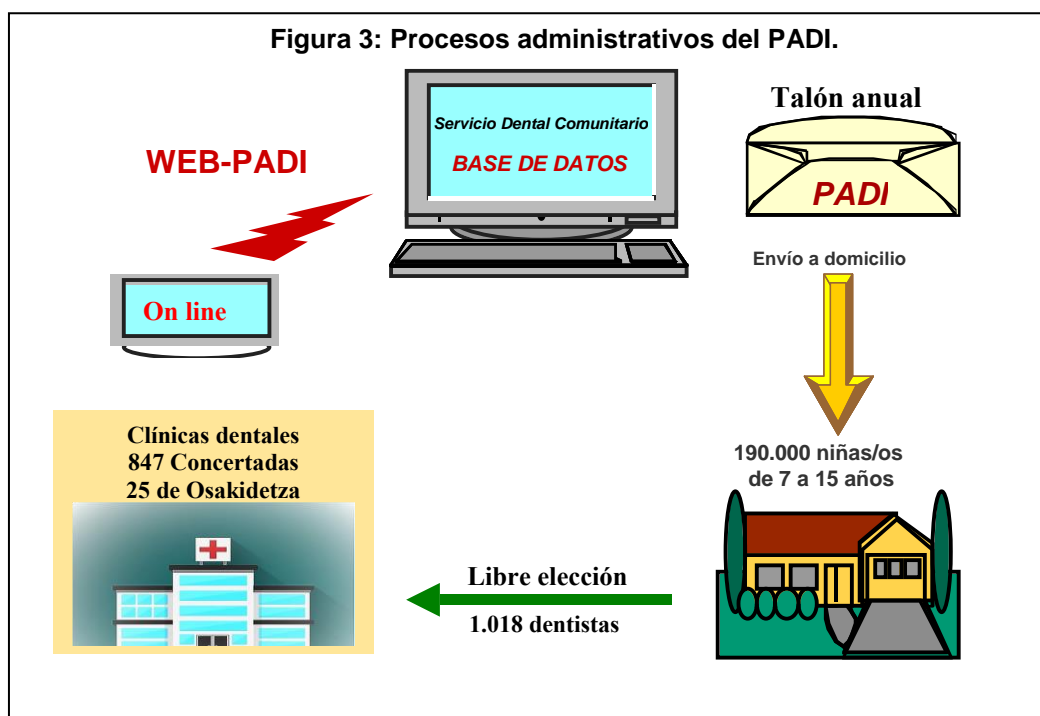 Figura 3: Procesos administrativos del PADI.
Servicio Dental Comunitario
BASE DE DATOS
Talón anual
PADI
WEB-PADI
On line
Envío a domicilio
190.000 niñas/os
de 7 a 15 años
Clínicas dentales
847 Concertadas
25 de Osakidetza
Libre elección
1.018 dentistas